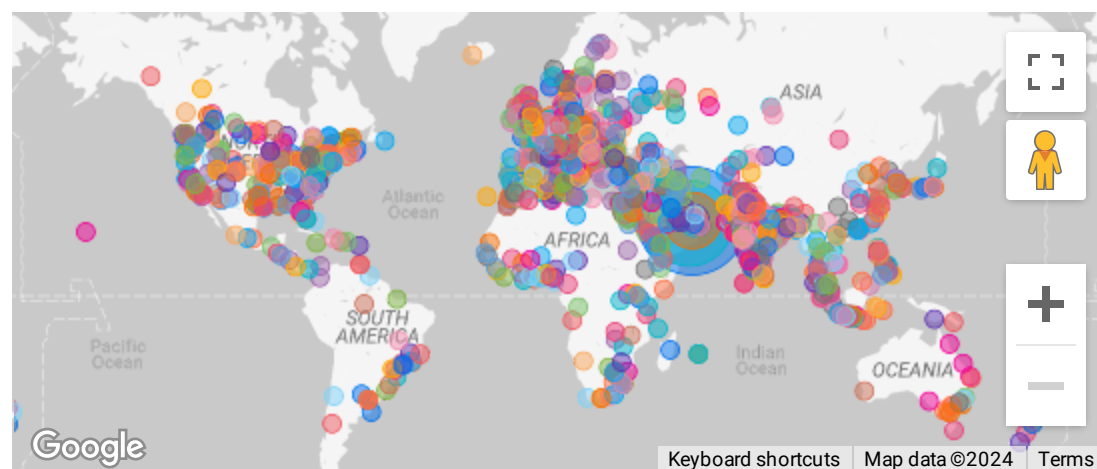 ASIA
Atlantic
Ocean
AFRICA
SOUTH
AMERICA
Pacific
Ocean
Indian
Ocean
OCEANIA
Google
Keyboard shortcuts
Map data ©2024
Terms